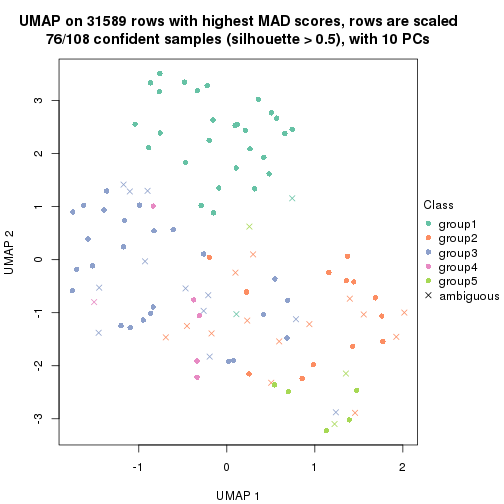 UMAP on 31589 rows with highest MAD scores, rows are scaled
76/108 confident samples (silhouette > 0.5), with 10 PCs
3
2
1
0
-1
-2
-3
UMAP 2
-1
0
1
2
UMAP 1
Class
group1
group2
group3
group4
group5
ambiguous